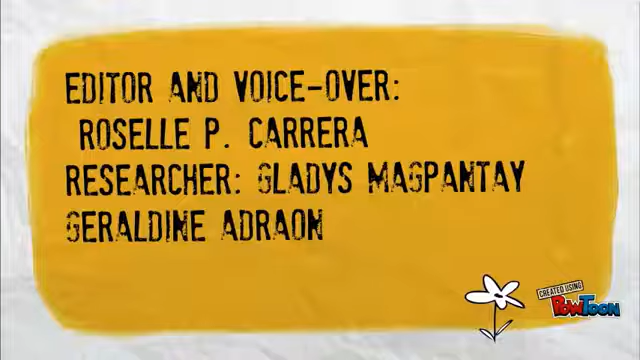 EDITOR AND VOICE-OVER:
ROSELLE P. CARRERA
RESEARCHER: GLADYS MAGPANTAY
GERALDINE ADRAON
CREATED USING
POWTOON